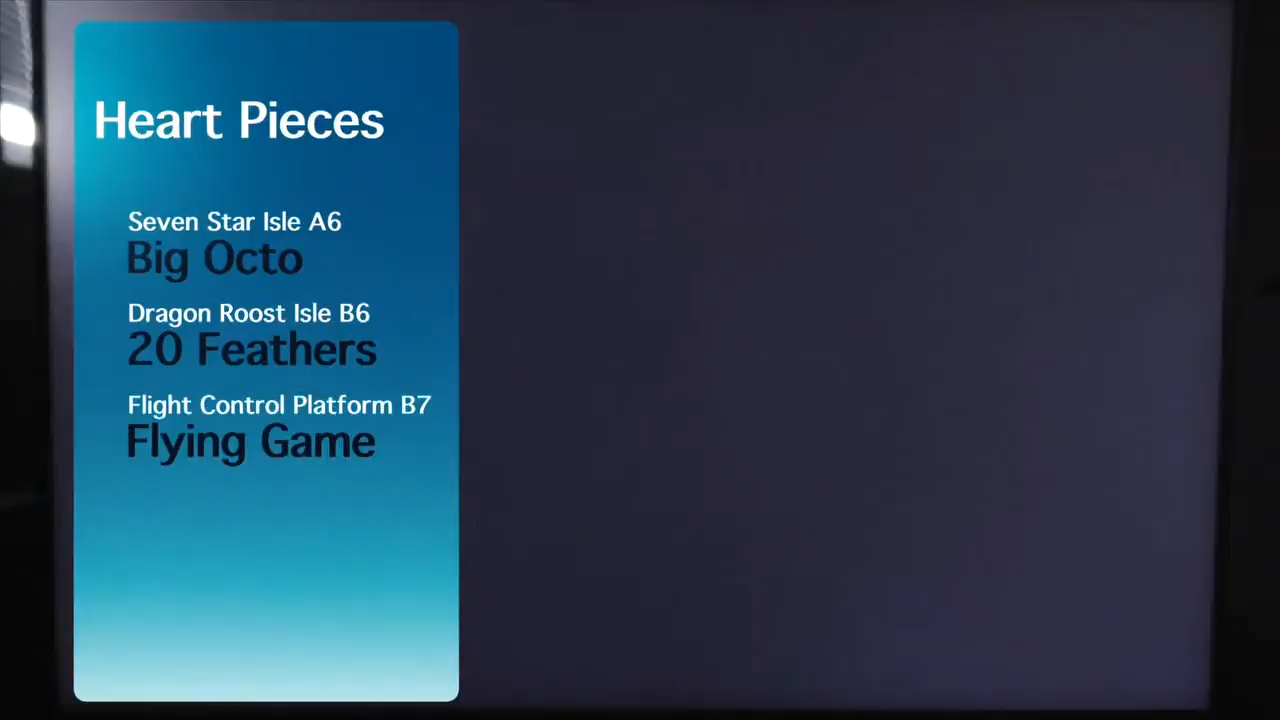 Heart Pieces
Seven Star Isle A6
Big Octo
Dragon Roost Isle B6
20 Feathers
Flight Control Platform B7
Flying Game